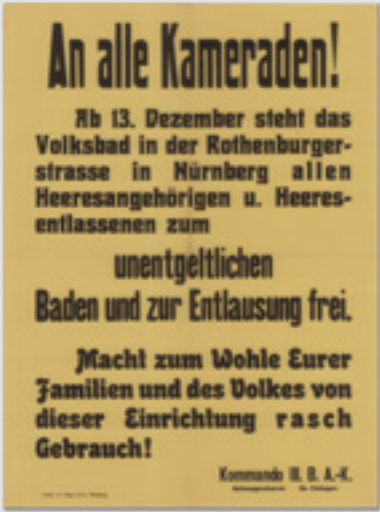 An alle Kameraden!
Ab 13. Dezember steht das
Volksbad in der Rothenburger-
strasse in Nürnberg allen
Heeresangehörigen u. Heeres-
entlassenen zum
unentgeltlichen
Baden und zur Entlausung frei.
Macht zum Wohle Eurer
Familien und des Volkes von
dieser Einrichtung rasch
Gebrauch!
Kommando III. B. A.-K.